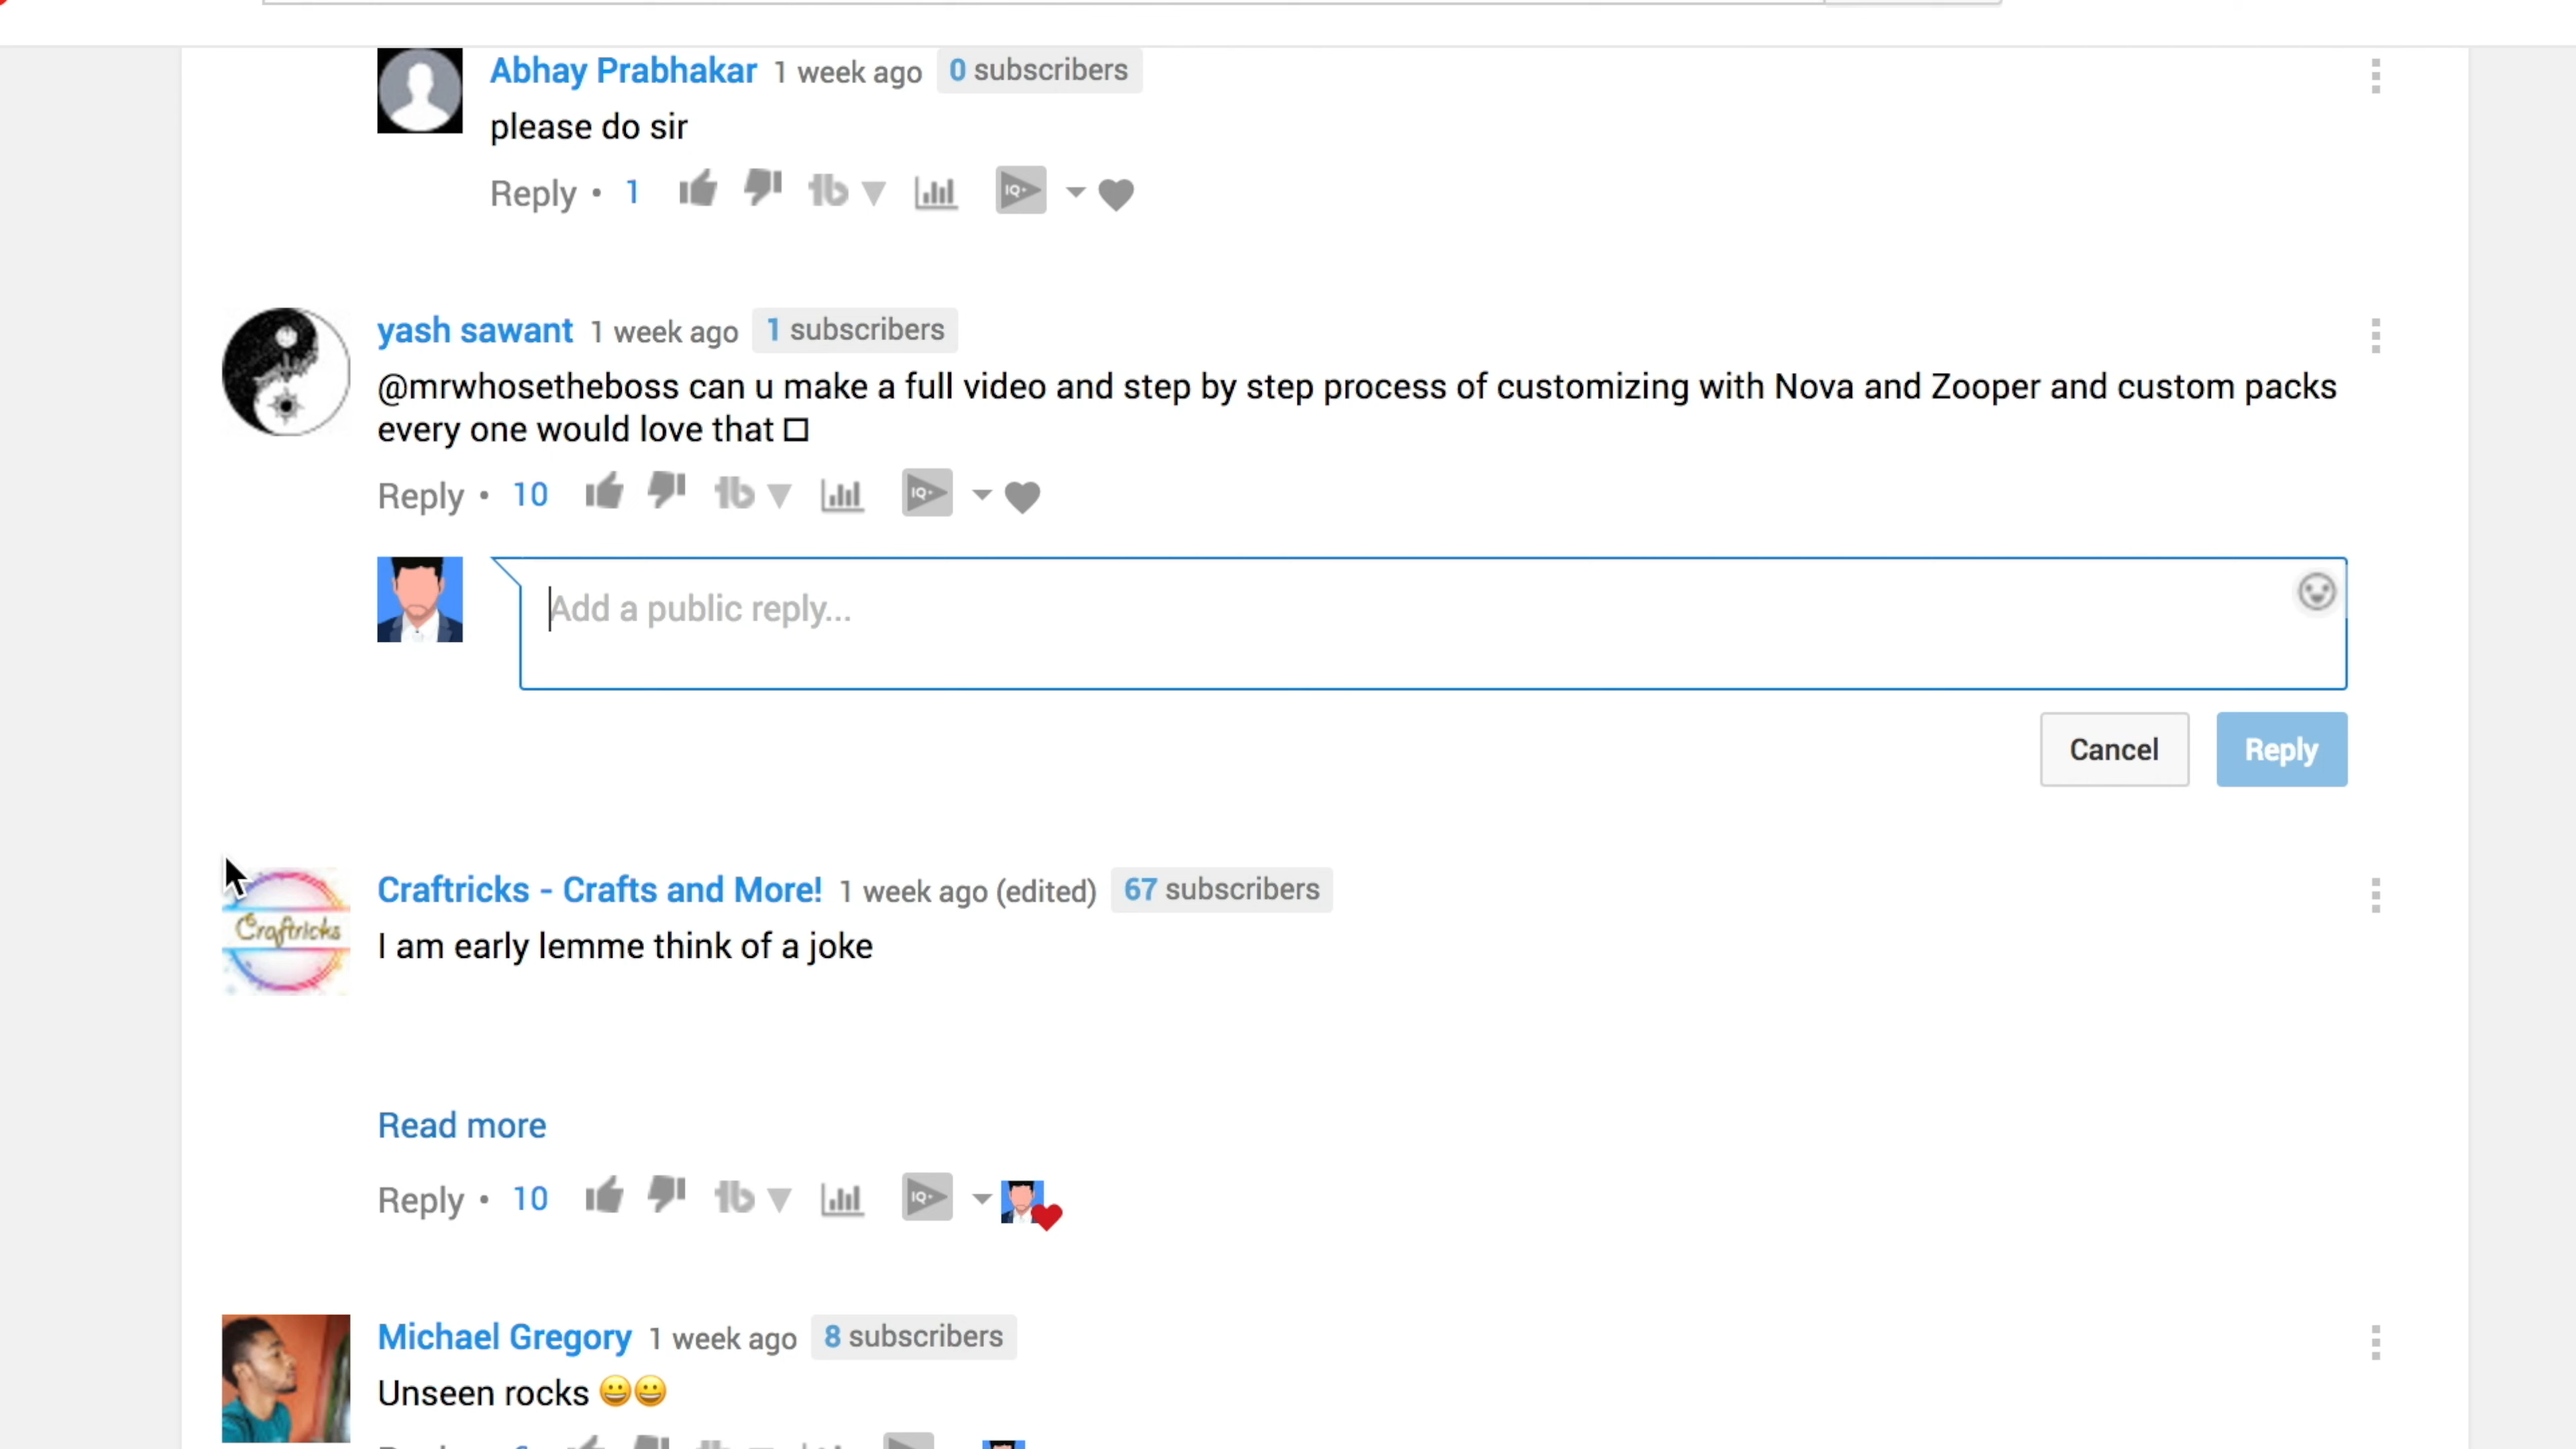 Abhay Prabhakar 1 week ago 0 subscribers
please do sir
Reply • 1 IQ+
yash sawant 1 week ago 1 subscribers
@mrwhosetheboss can u make a full video and step by step process of customizing with Nova and Zooper and custom packs
every one would love that □
Reply • 10 IQ+
Add a public reply...
Cancel Reply
Craftricks - Crafts and More! 1 week ago (edited) 67 subscribers
Craftricks
I am early lemme think of a joke
Read more
Reply • 10 IQ+
Michael Gregory 1 week ago 8 subscribers
Unseen rocks 😀😀